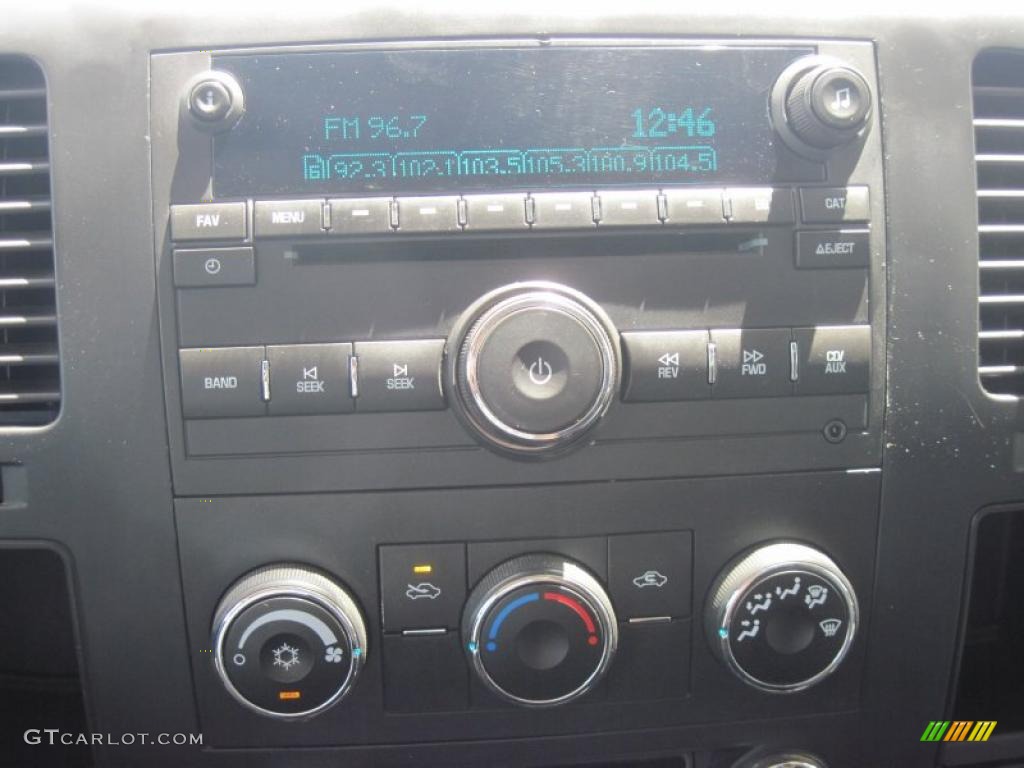 FM 96.7 12:46
6 92.3 102.1 103.5 105.3 100.9 104.5
FAV MENU CAT
EJECT
BAND SEEK SEEK REV FWD CD/AUX
GTCARLOT.COM